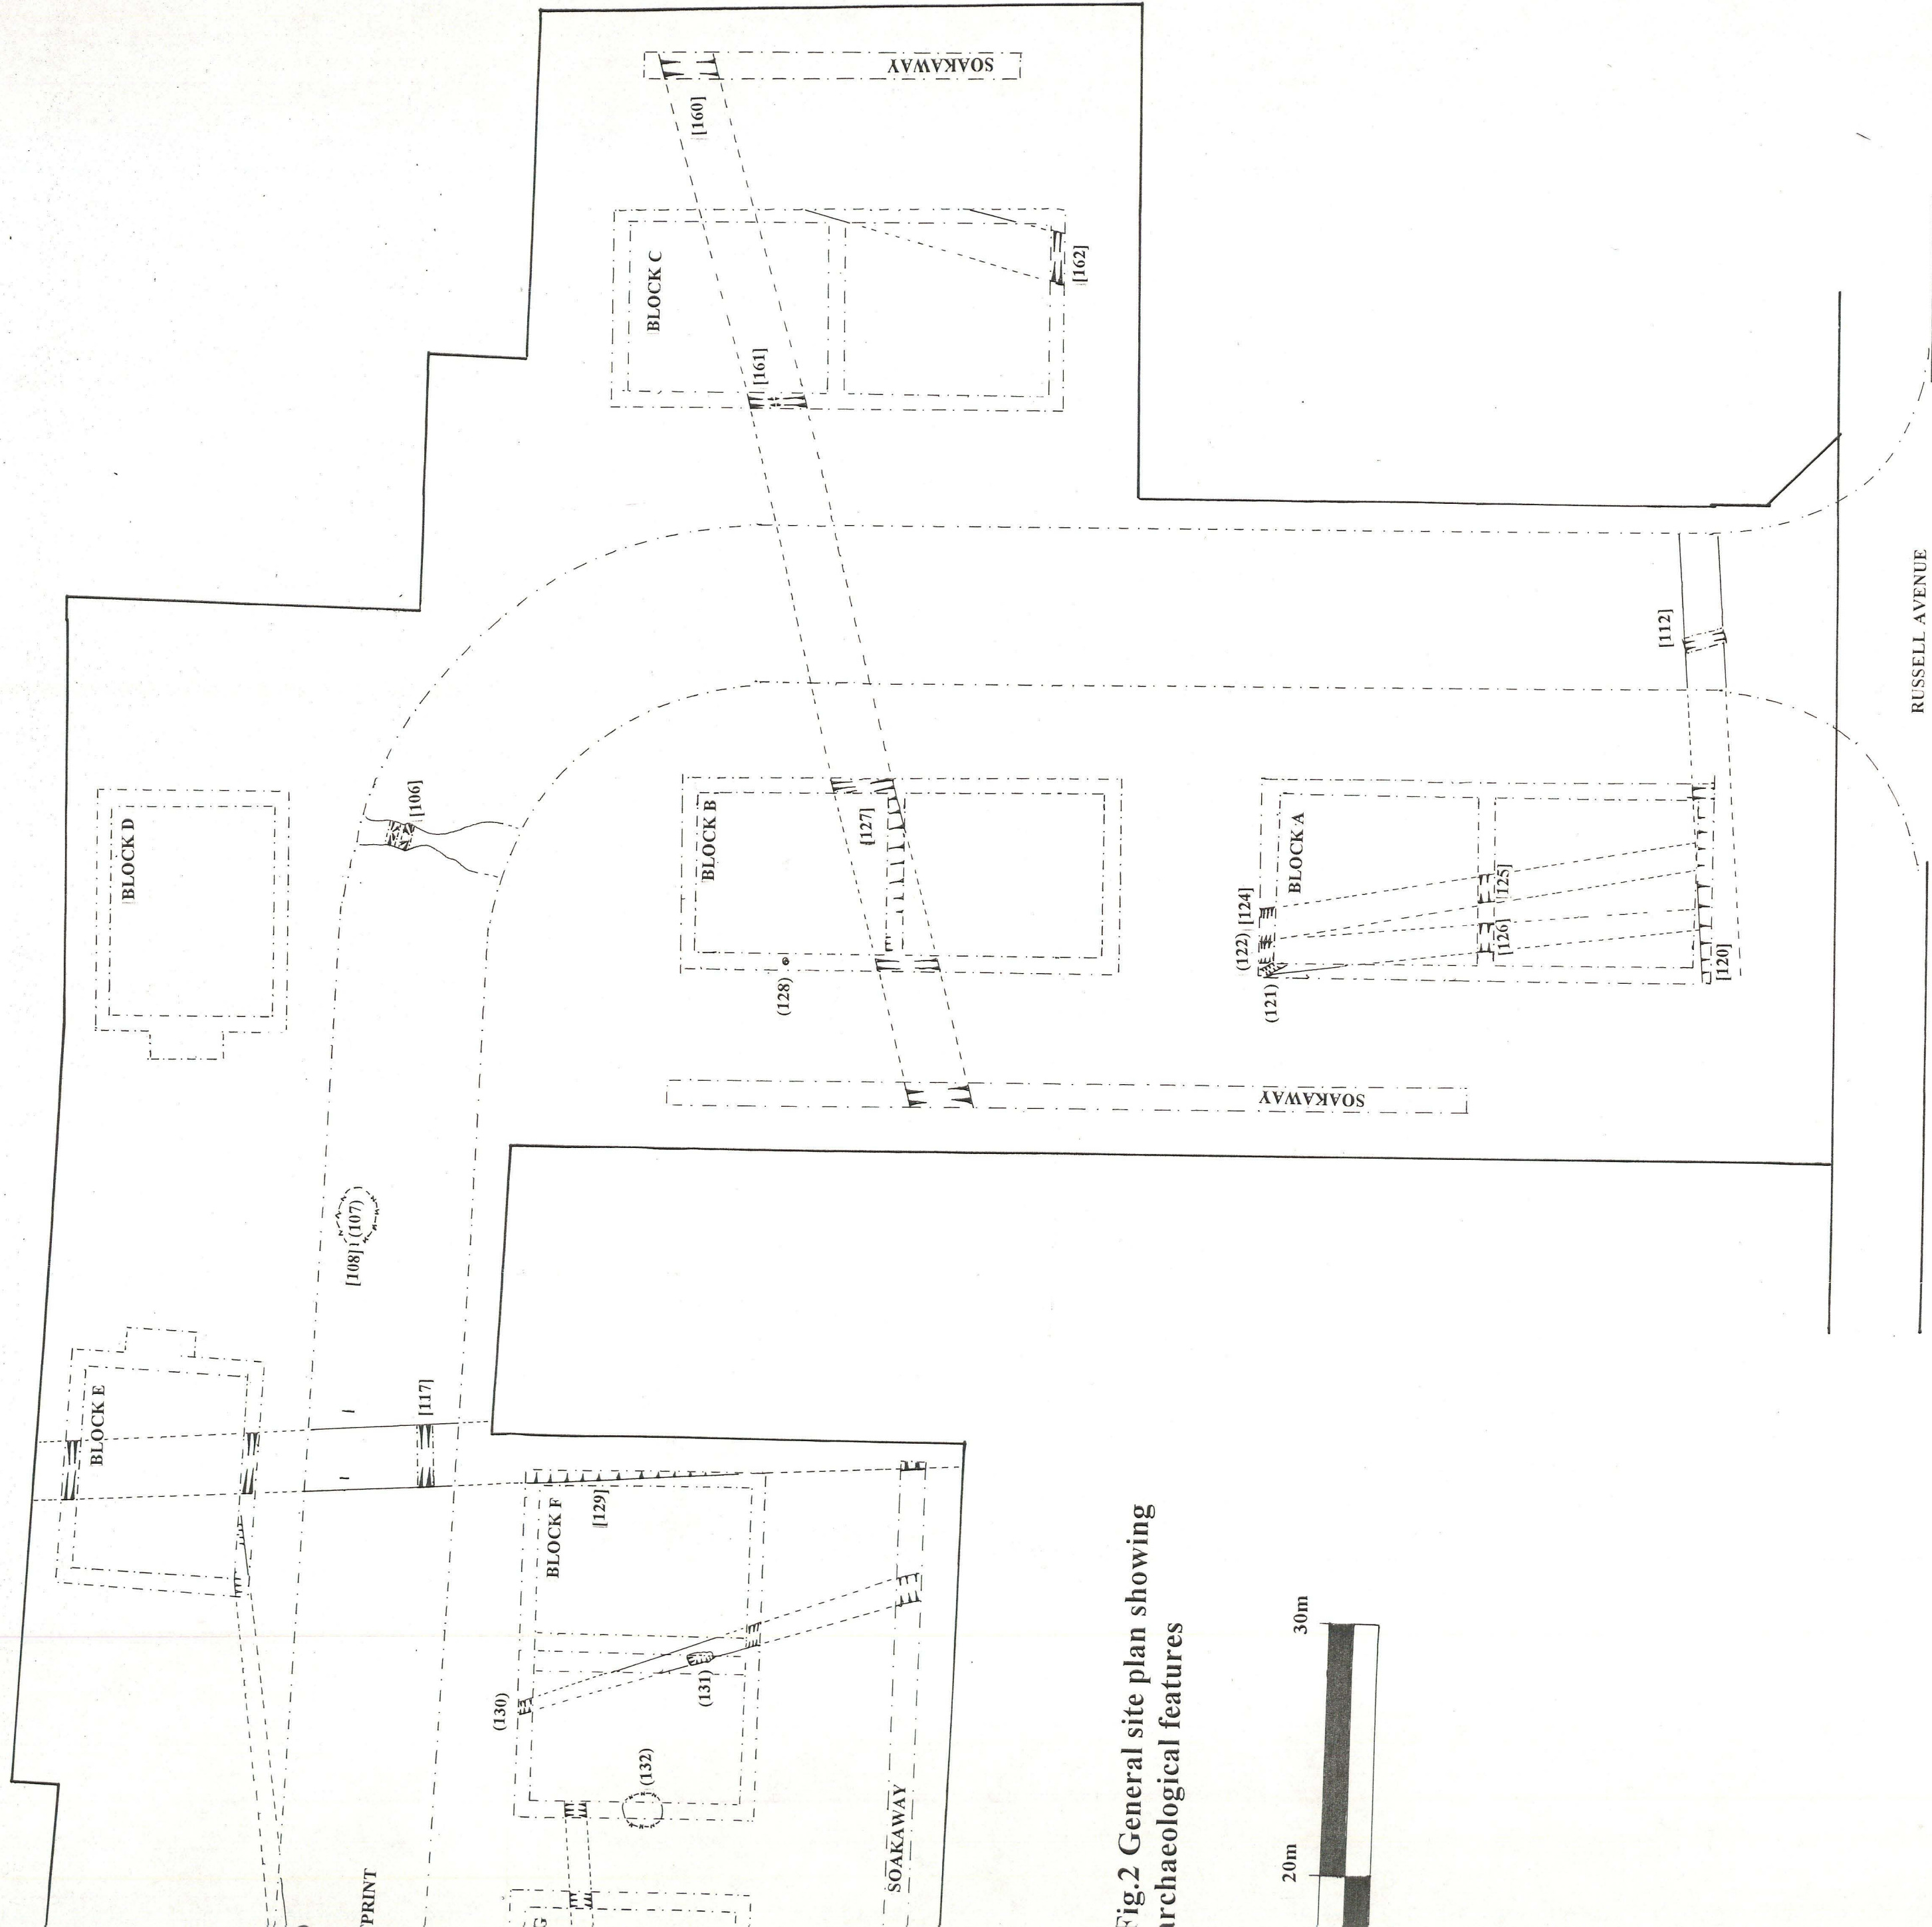 SOAKAWAY
[160]
BLOCK C
[162]
[161]
[112]
RUSSELL AVENUE
BLOCK D
[106]
BLOCK B
[127]
(128)
BLOCK A
[124]
(122)
(121)
[125]
[126]
[120]
SOAKAWAY
[108]
(107)
BLOCK E
[117]
BLOCK F
[129]
(130)
(131)
(132)
SOAKAWAY
PRINT
G
Fig.2 General site plan showing
archaeological features
30m
20m